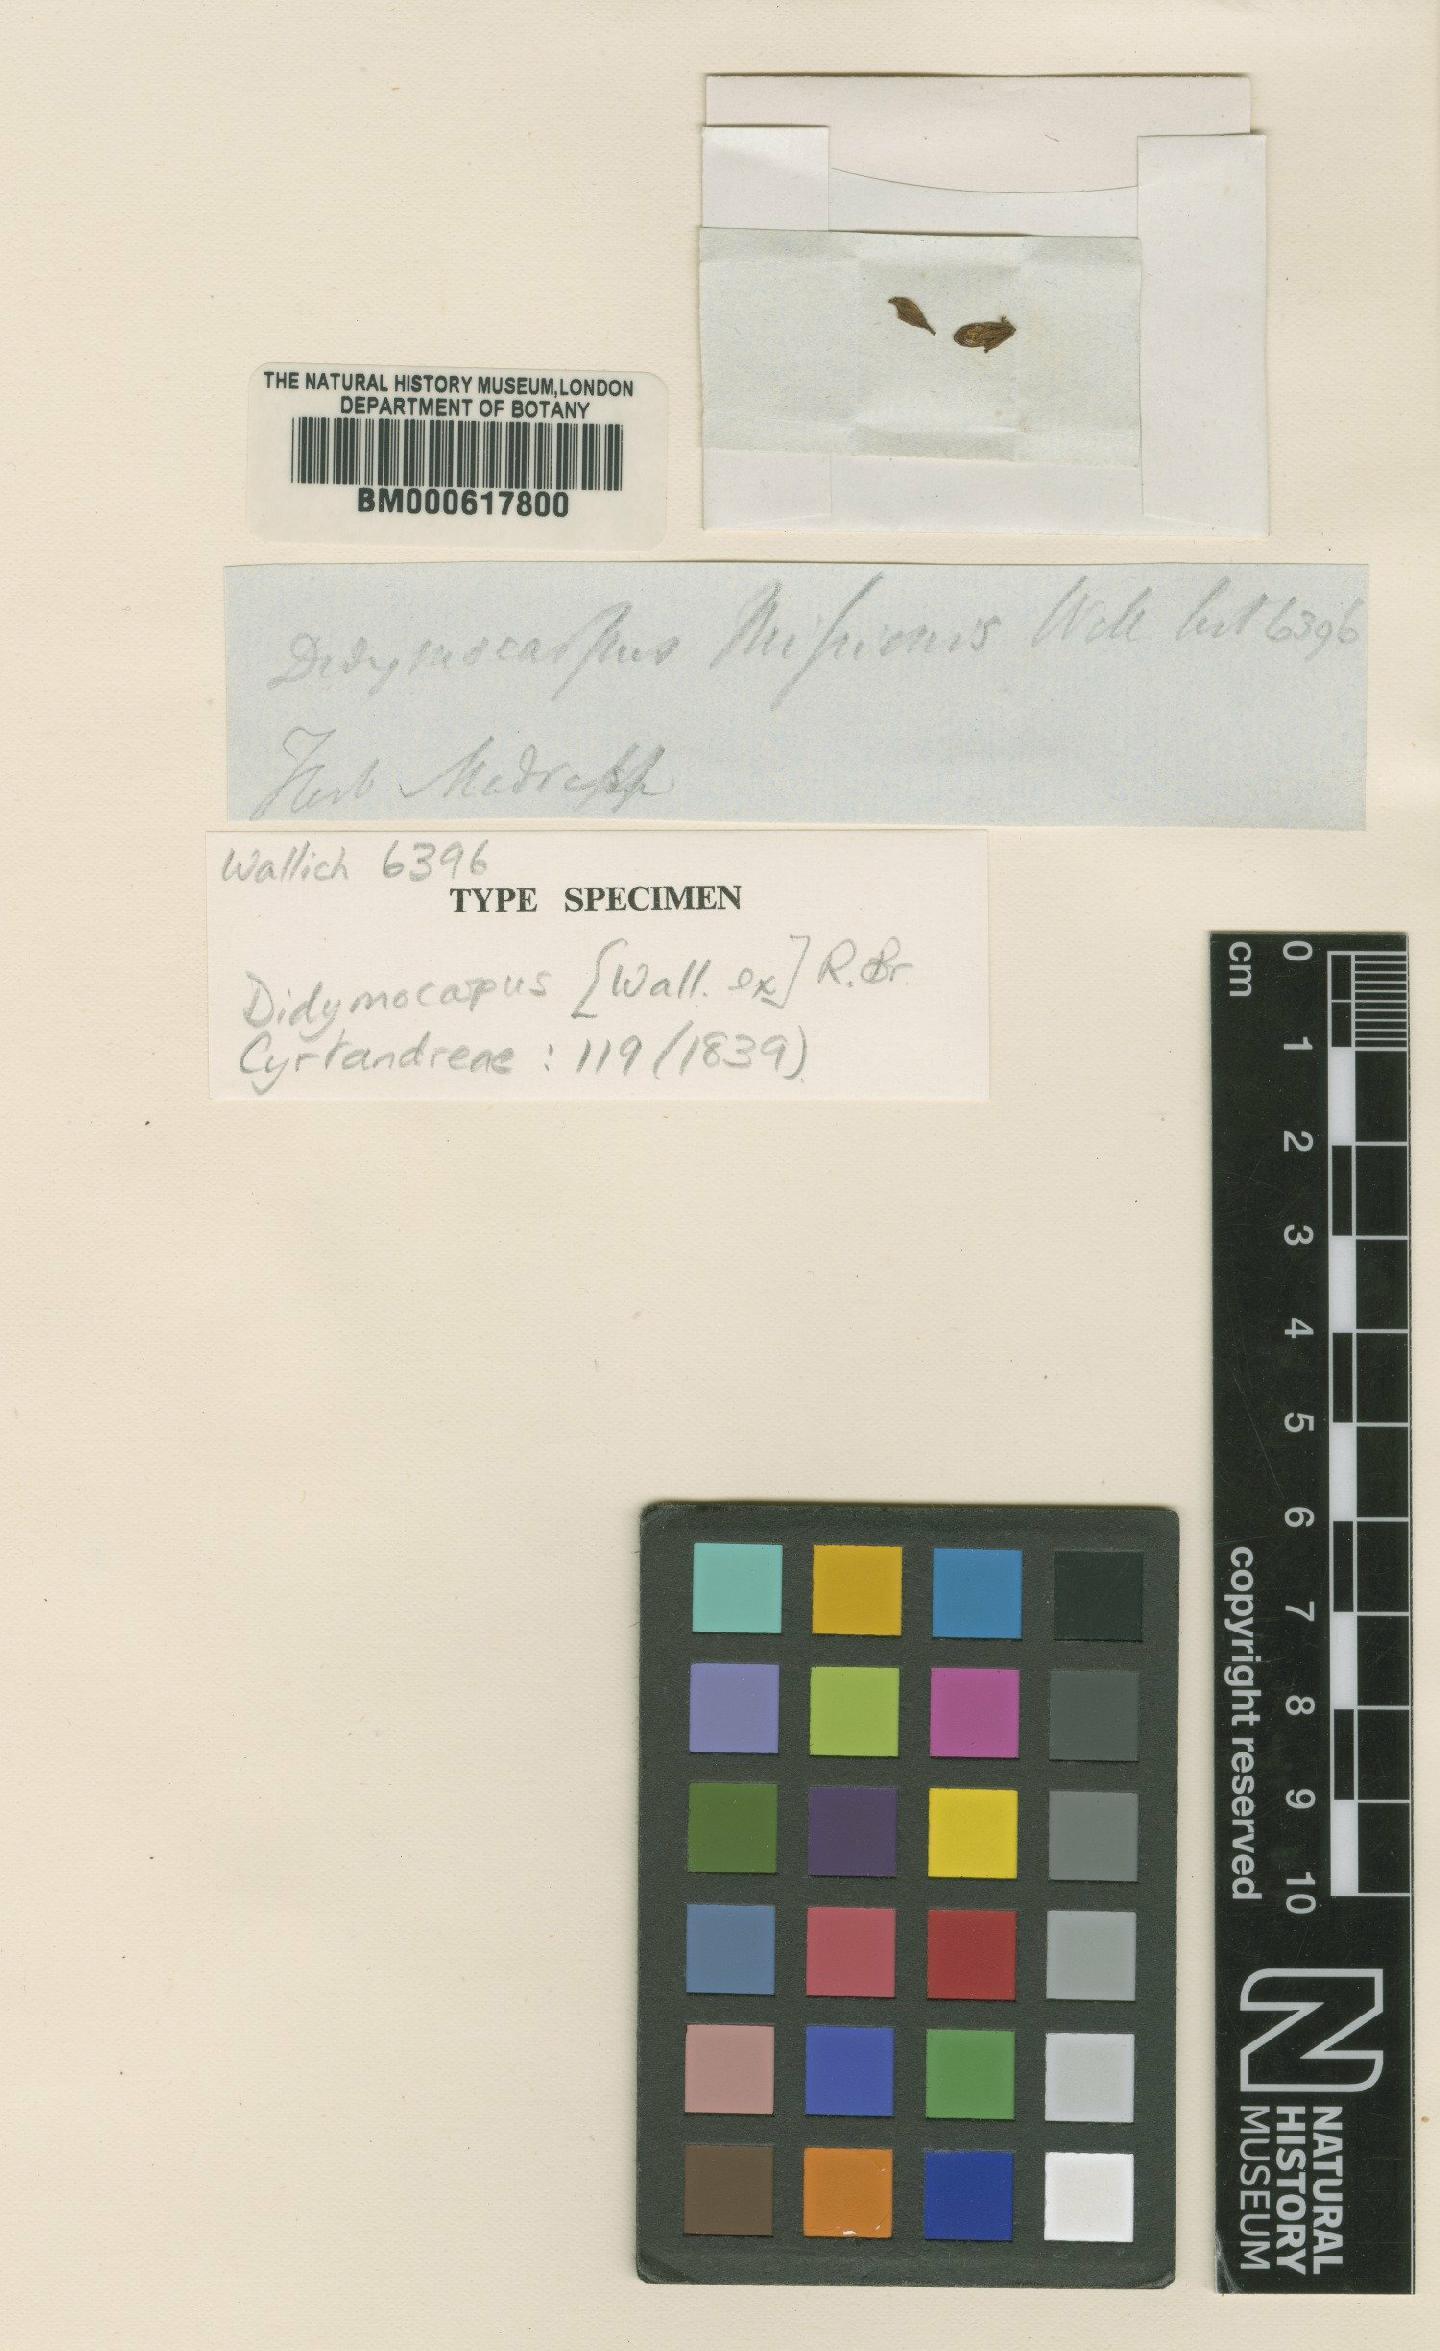 THE NATURAL HISTORY MUSEUM, LONDON
DEPARTMENT OF BOTANY
BM000617800
Didymocarpus Missionis Wall list 6396
Herb Madrass
Wallich 6396
TYPE SPECIMEN
Didymocarpus [Wall. ex] R. Br.
Cyrtandreae : 119 (1839)
cm
0
1
2
3
4
5
6
7
8
9
10
copyright reserved
NATURAL
HISTORY
MUSEUM